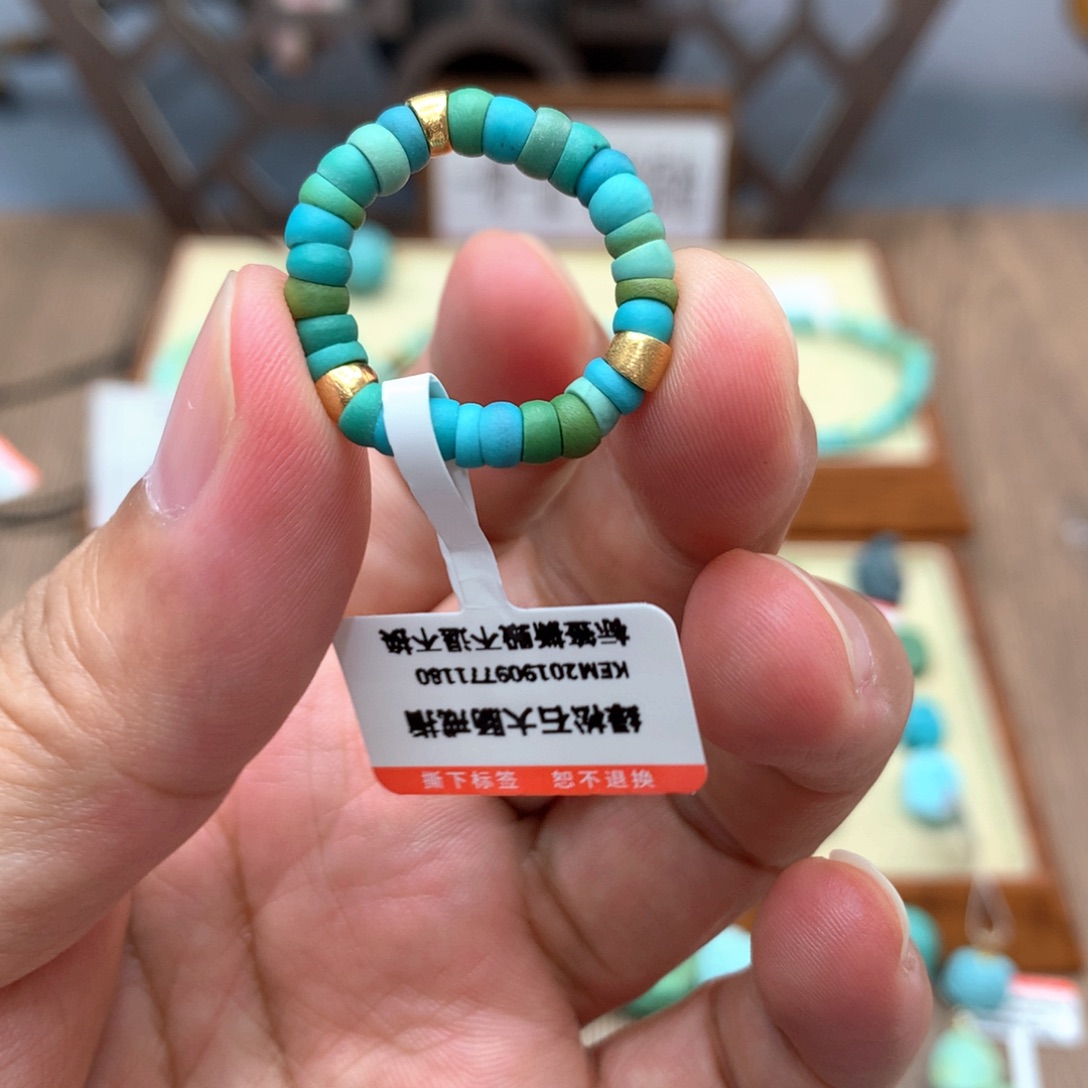 绿松石大肠戒指
KEM201909771180
标签撕毁不退不换
撕下标签 恕不退换